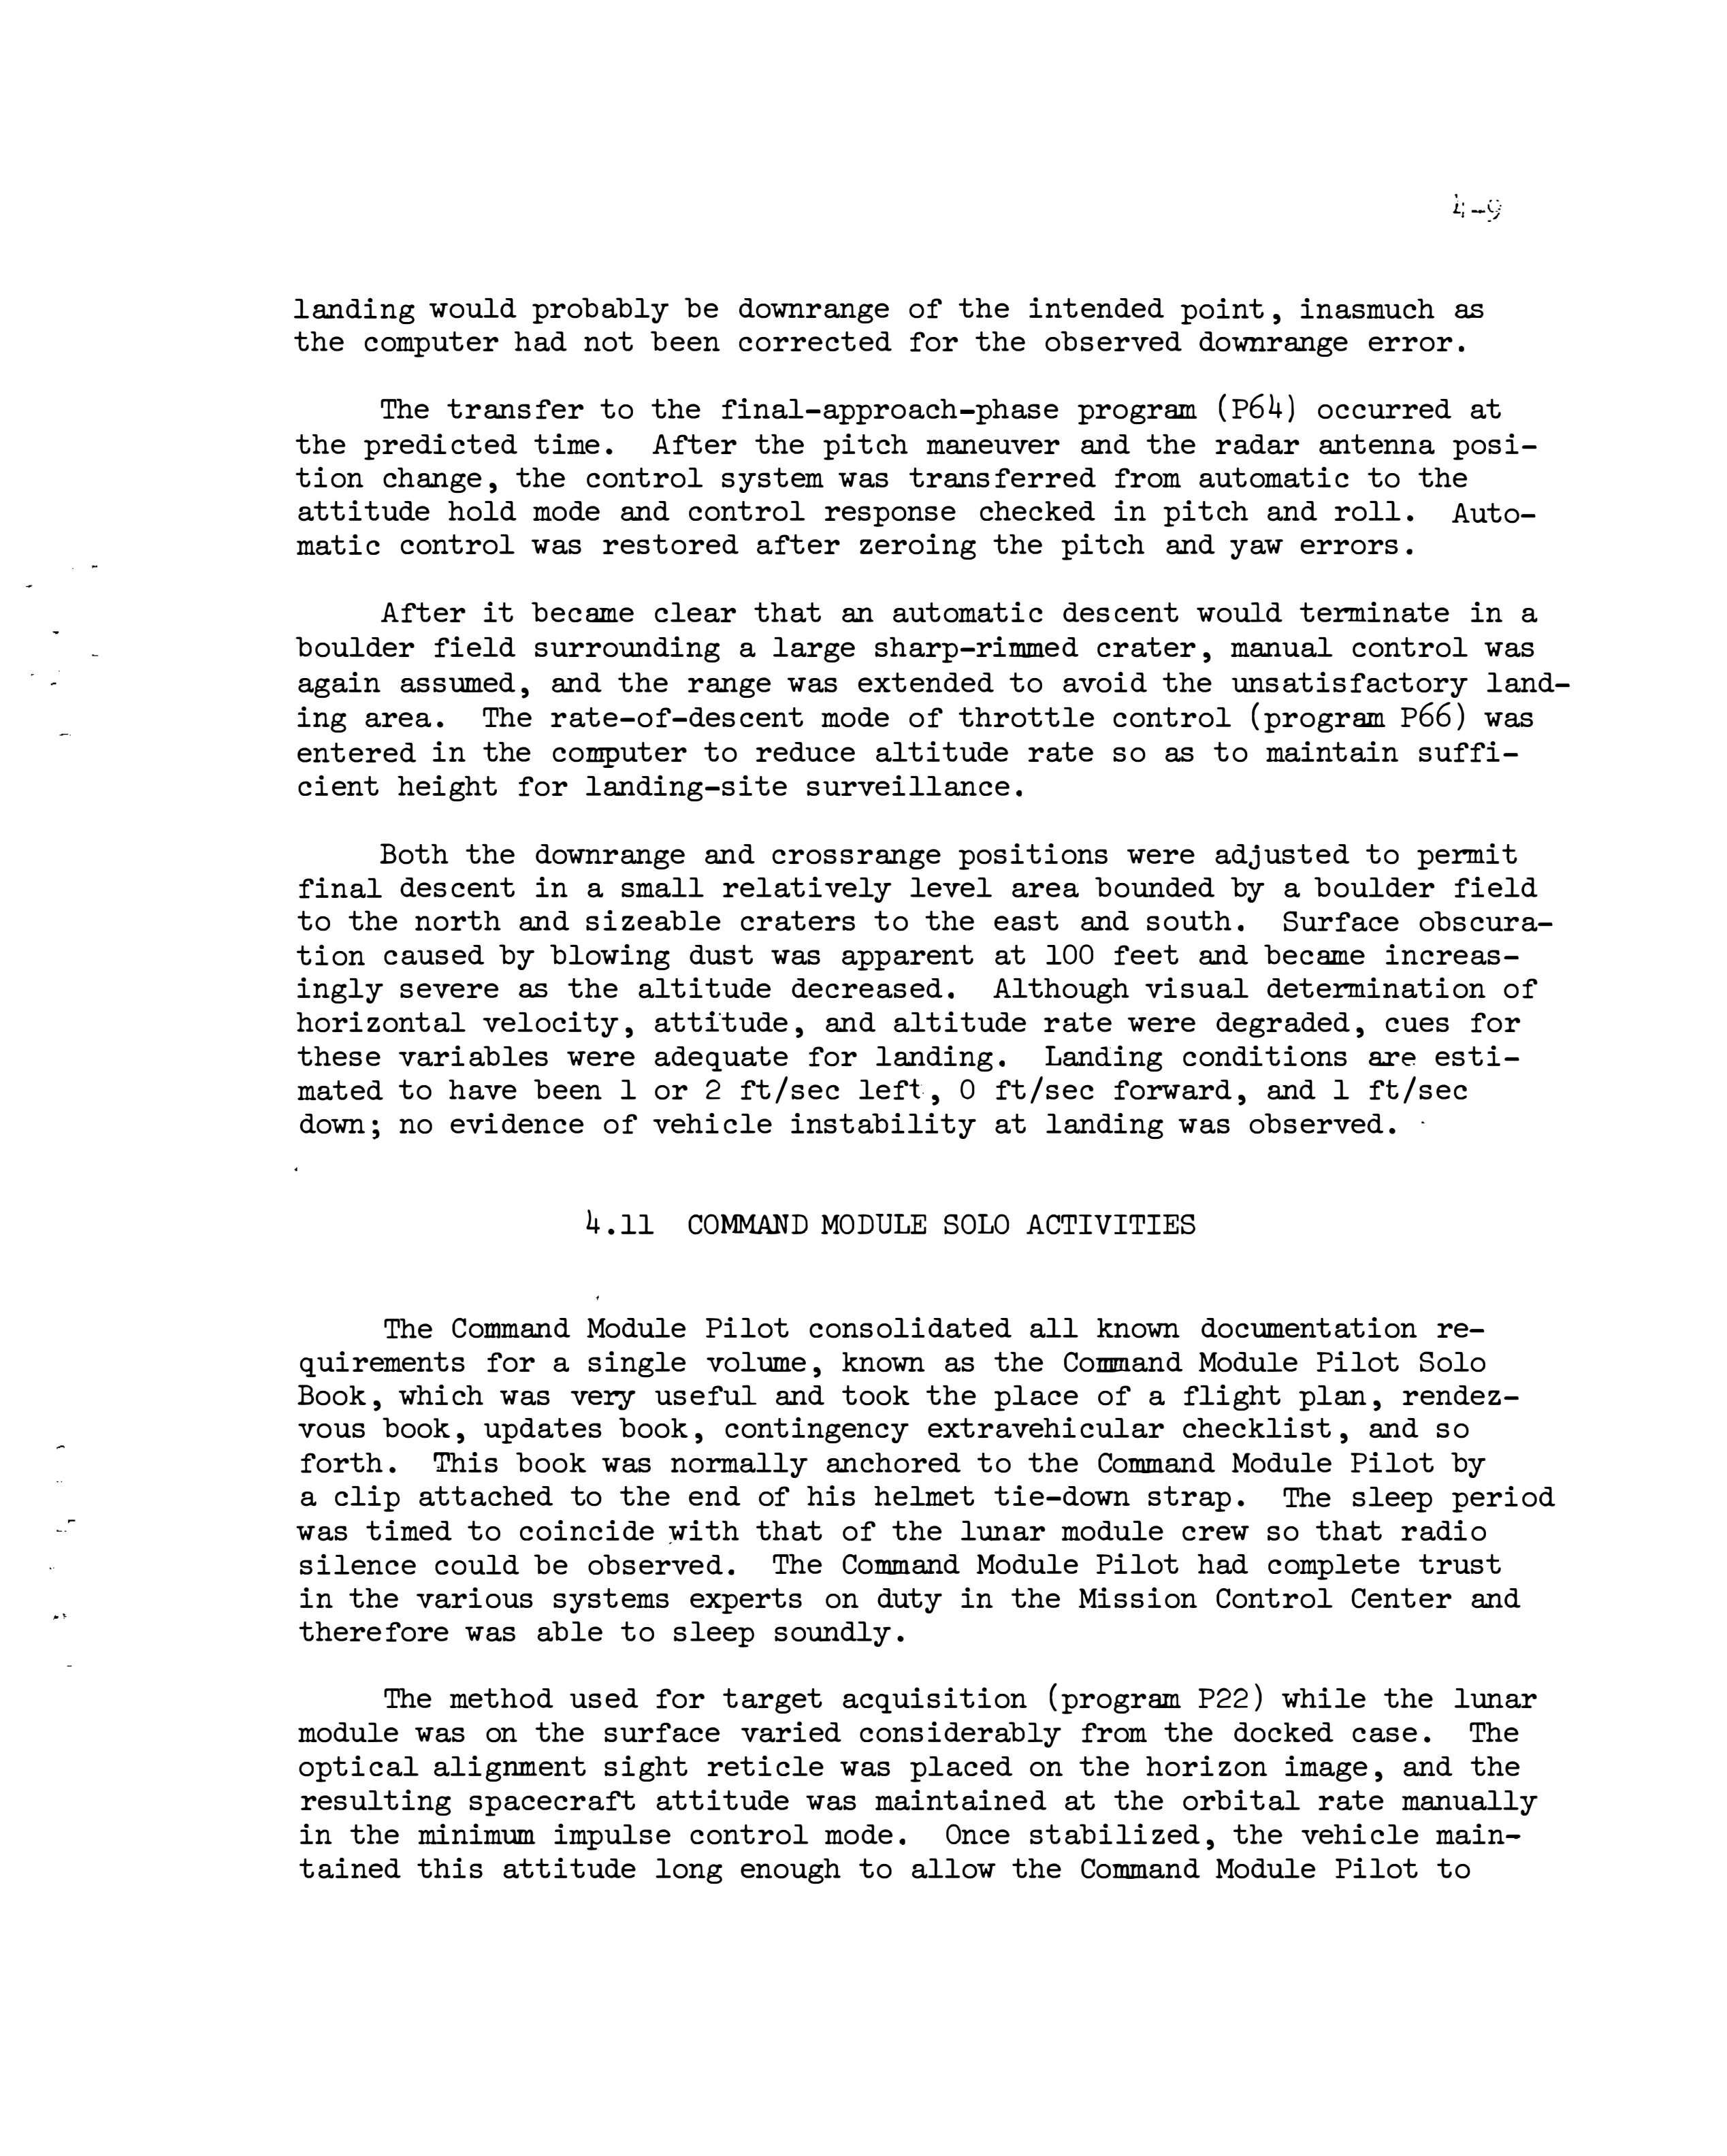 4-9
landing would probably be downrange of the intended point, inasmuch as
the computer had not been corrected for the observed downrange error.
The transfer to the final-approach-phase program (P64) occurred at
the predicted time. After the pitch maneuver and the radar antenna posi-
tion change, the control system was transferred from automatic to the
attitude hold mode and control response checked in pitch and roll. Auto-
matic control was restored after zeroing the pitch and yaw errors.
After it became clear that an automatic descent would terminate in a
boulder field surrounding a large sharp-rimmed crater, manual control was
again assumed, and the range was extended to avoid the unsatisfactory land-
ing area. The rate-of-descent mode of throttle control (program P66) was
entered in the computer to reduce altitude rate so as to maintain suffi-
cient height for landing-site surveillance.
Both the downrange and crossrange positions were adjusted to permit
final descent in a small relatively level area bounded by a boulder field
to the north and sizeable craters to the east and south. Surface obscura-
tion caused by blowing dust was apparent at 100 feet and became increas-
ingly severe as the altitude decreased. Although visual determination of
horizontal velocity, attitude, and altitude rate were degraded, cues for
these variables were adequate for landing. Landing conditions are esti-
mated to have been 1 or 2 ft/sec left, 0 ft/sec forward, and 1 ft/sec
down; no evidence of vehicle instability at landing was observed.
4.11 COMMAND MODULE SOLO ACTIVITIES
The Command Module Pilot consolidated all known documentation re-
quirements for a single volume, known as the Command Module Pilot Solo
Book, which was very useful and took the place of a flight plan, rendez-
vous book, updates book, contingency extravehicular checklist, and so
forth. This book was normally anchored to the Command Module Pilot by
a clip attached to the end of his helmet tie-down strap. The sleep period
was timed to coincide with that of the lunar module crew so that radio
silence could be observed. The Command Module Pilot had complete trust
in the various systems experts on duty in the Mission Control Center and
therefore was able to sleep soundly.
The method used for target acquisition (program P22) while the lunar
module was on the surface varied considerably from the docked case. The
optical alignment sight reticle was placed on the horizon image, and the
resulting spacecraft attitude was maintained at the orbital rate manually
in the minimum impulse control mode. Once stabilized, the vehicle main-
tained this attitude long enough to allow the Command Module Pilot to